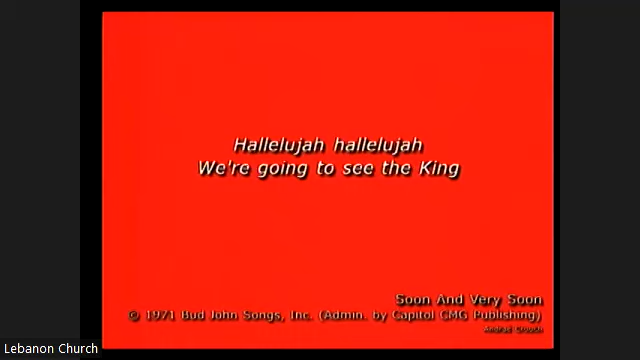 Hallelujah hallelujah
We're going to see the King
Soon And Very Soon
© 1971 Bud John Songs, Inc. (Admin. by Capitol CMG Publishing)
Andraé Crouch
Lebanon Church